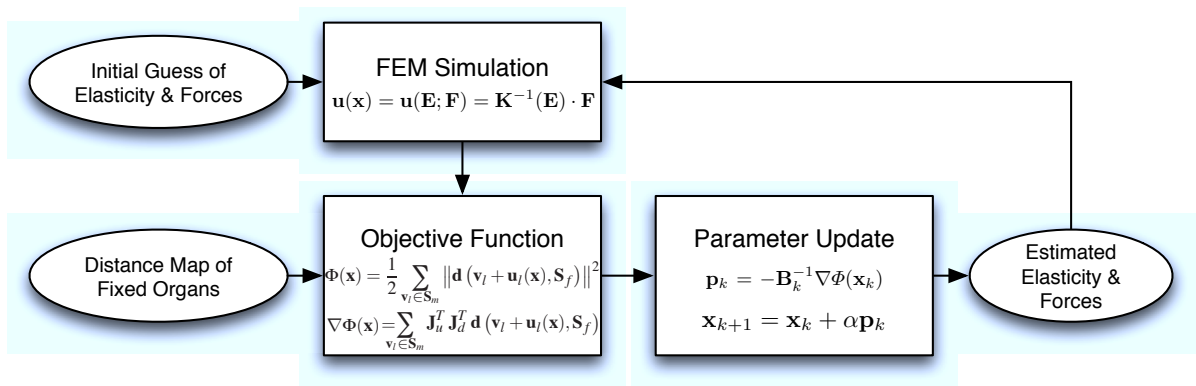 Initial Guess of
Elasticity & Forces
FEM Simulation
u(x) = u(E; F) = K⁻¹(E) · F
Distance Map of
Fixed Organs
Objective Function
Φ(x) = 1/2 ∑_{v_l∈S_m} ‖d (v_l + u_l(x), S_f)‖²
∇Φ(x) = ∑_{v_l∈S_m} J_u^T J_d^T d (v_l + u_l(x), S_f)
Parameter Update
p_k = −B_k^{-1}∇Φ(x_k)
x_{k+1} = x_k + αp_k
Estimated
Elasticity &
Forces